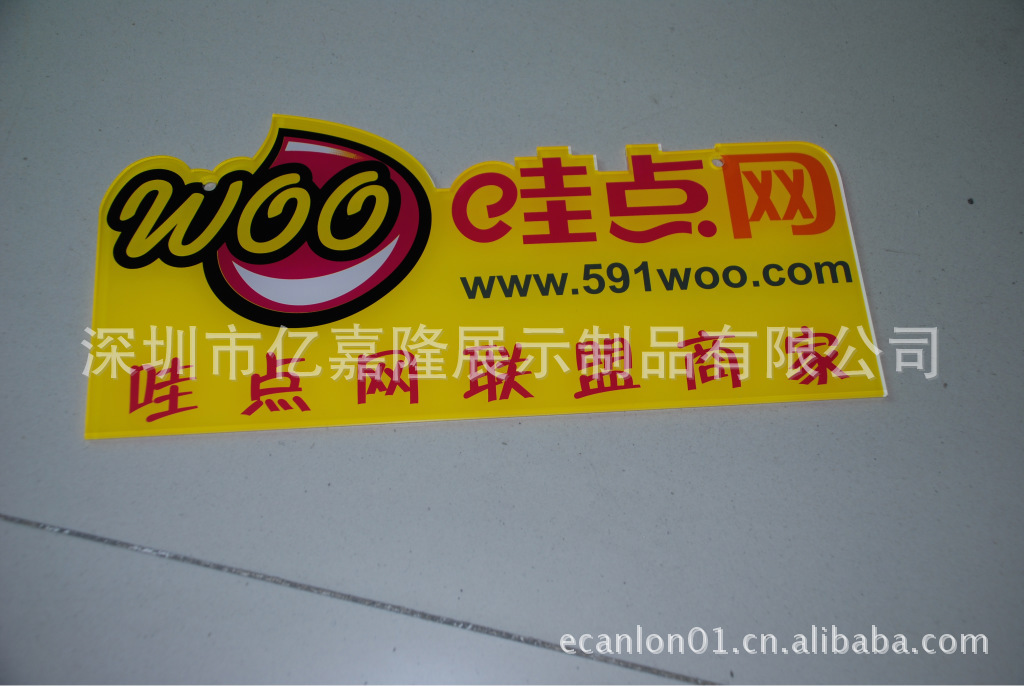 woo 哇点网
www.591woo.com
深圳市亿嘉隆展示制品有限公司
哇点网联盟商家
ecanlon01.cn.alibaba.com